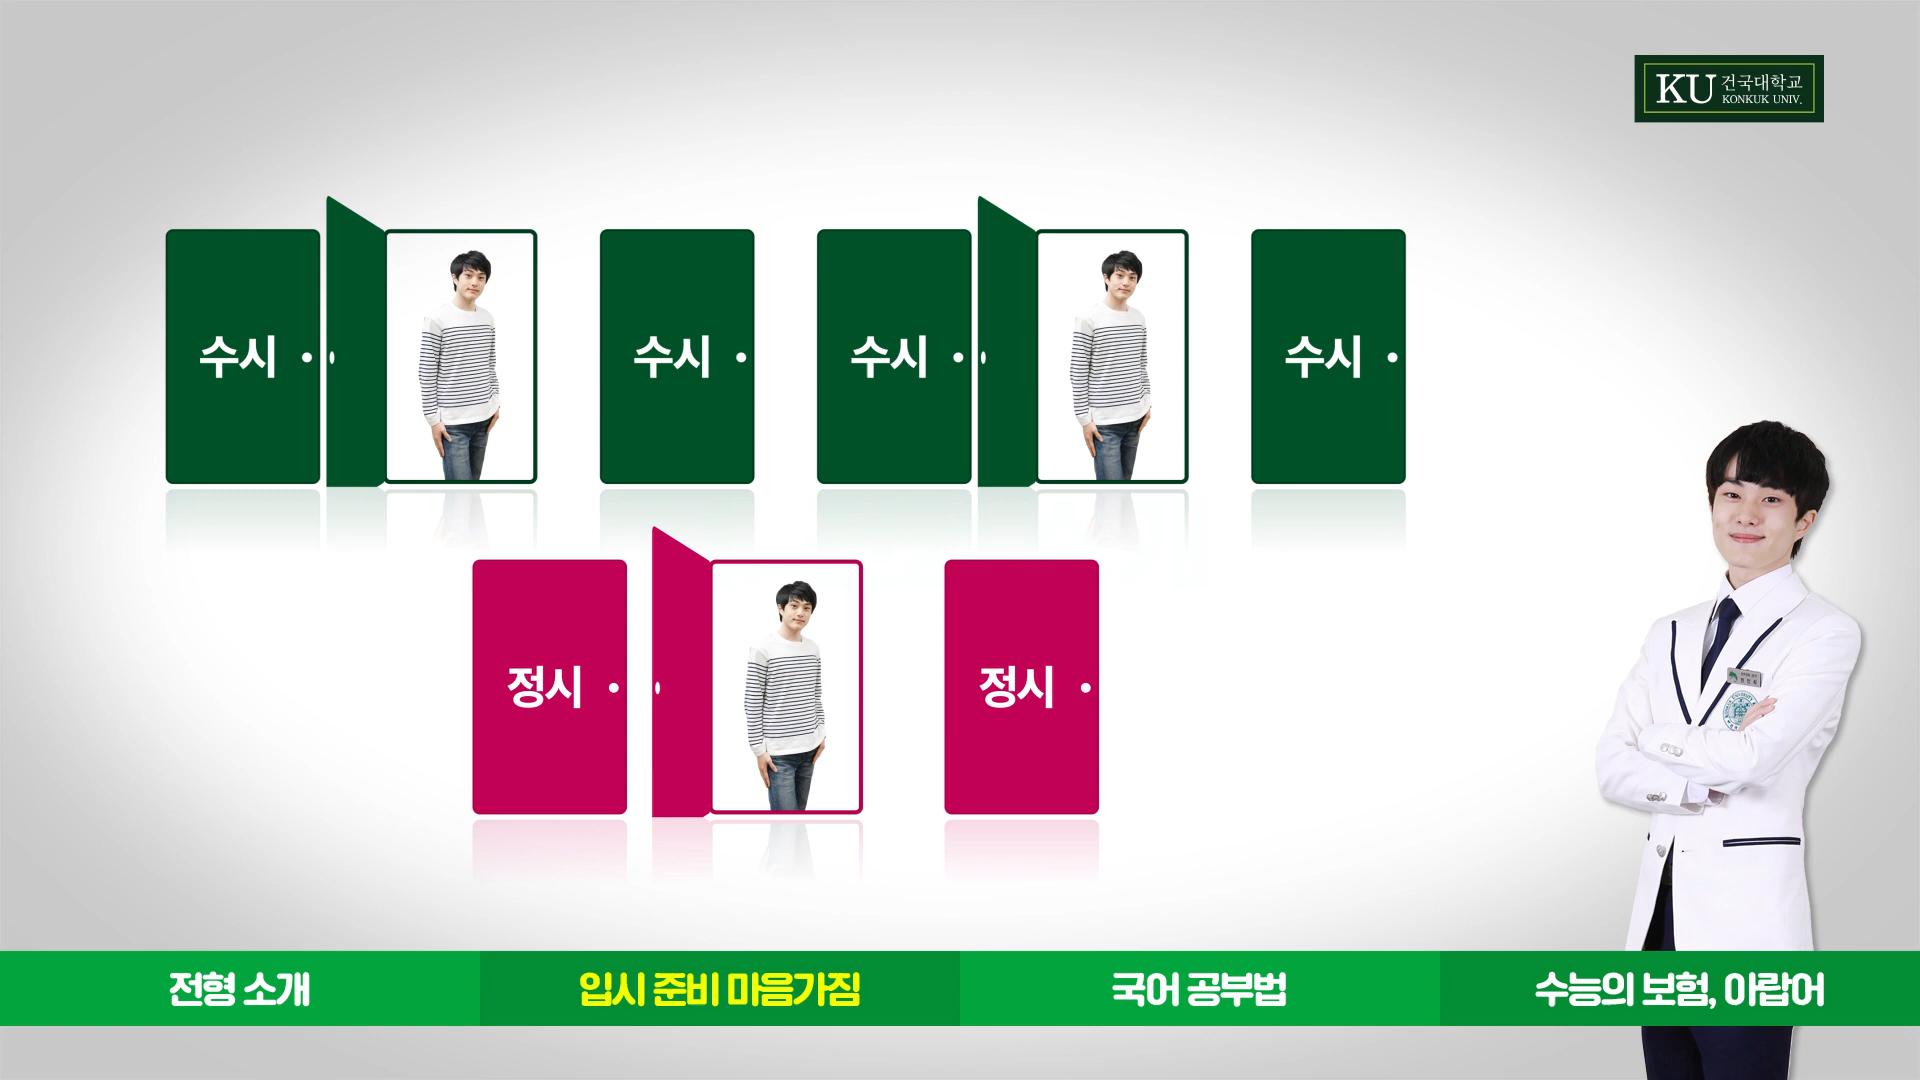 KU 건국대학교
KONKUK UNIV.
수시
수시
수시
수시
정시
정시
전형 소개
입시 준비 마음가짐
국어 공부법
수능의 보험, 아랍어